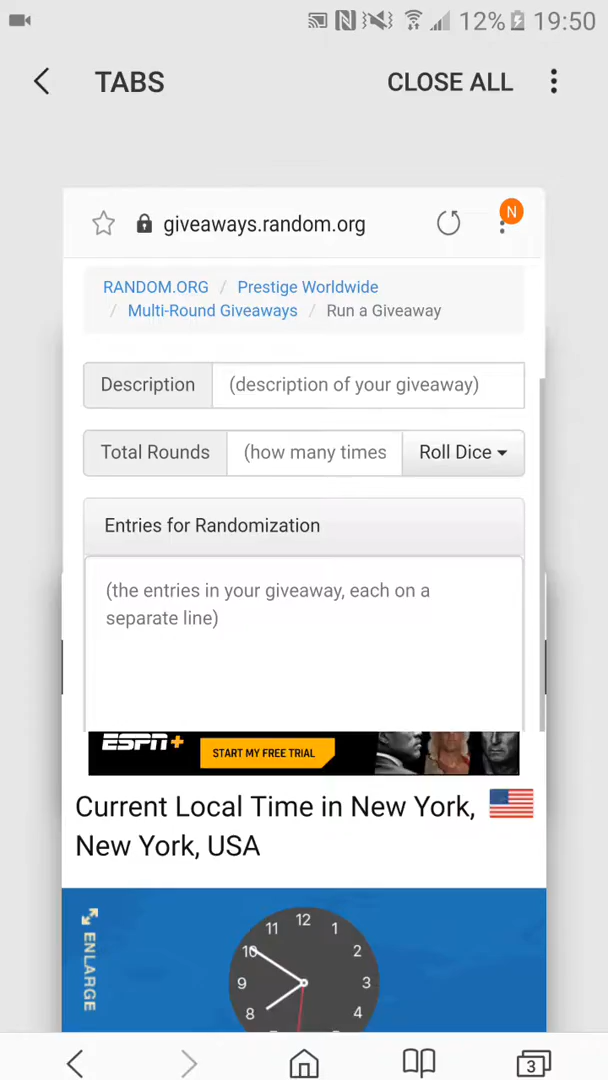 12% 19:50
TABS CLOSE ALL
N
giveaways.random.org
RANDOM.ORG / Prestige Worldwide
/ Multi-Round Giveaways / Run a Giveaway
Description (description of your giveaway)
Total Rounds (how many times Roll Dice
Entries for Randomization
(the entries in your giveaway, each on a
separate line)
ESPN+ START MY FREE TRIAL
Current Local Time in New York,
New York, USA
ENLARGE
12
11 1
10 2
9 3
8 4
3